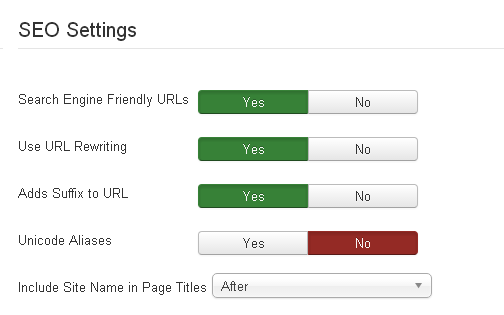 SEO Settings
Search Engine Friendly URLs Yes No
Use URL Rewriting Yes No
Adds Suffix to URL Yes No
Unicode Aliases Yes No
Include Site Name in Page Titles After